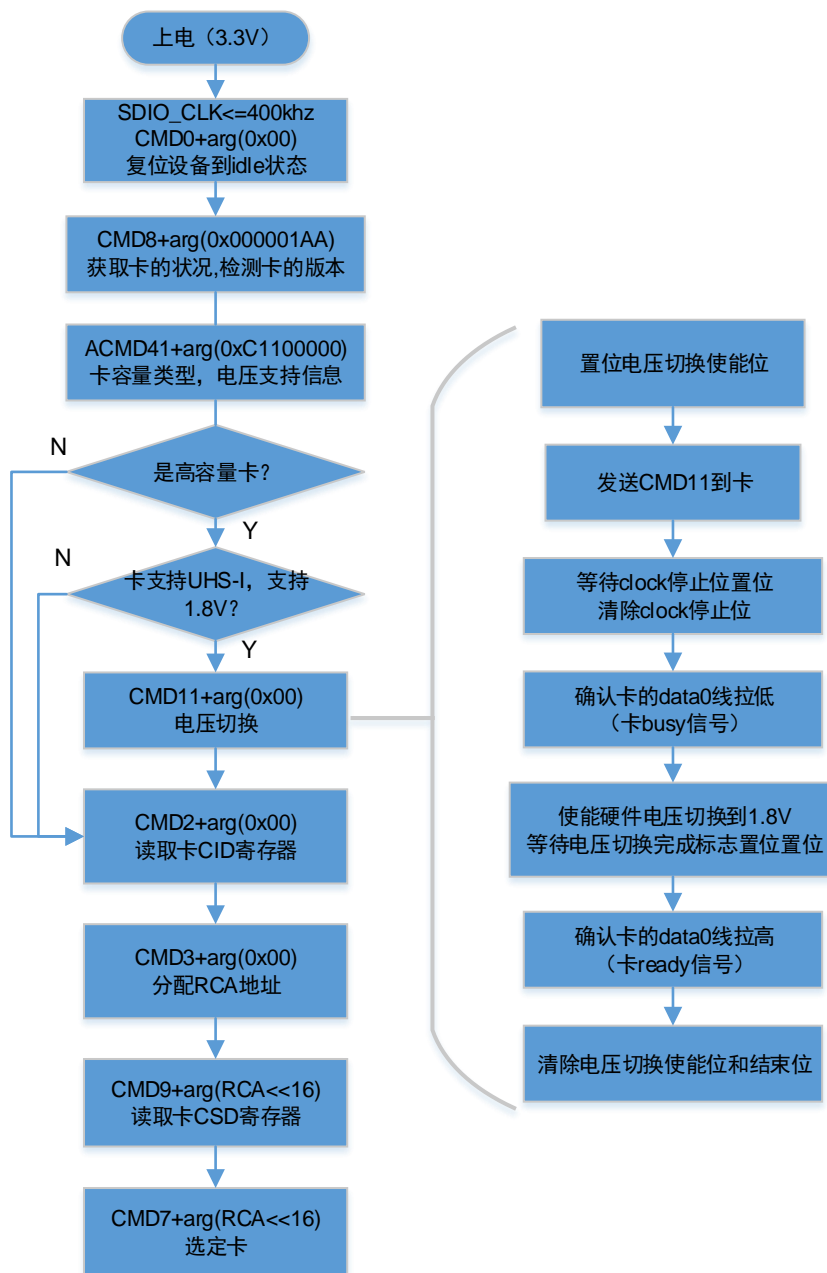 上电（3.3V）
SDIO_CLK<=400khz
CMD0+arg(0x00)
复位设备到idle状态
CMD8+arg(0x000001AA)
获取卡的状况,检测卡的版本
ACMD41+arg(0xC1100000)
卡容量类型，电压支持信息
N
是高容量卡?
Y
N
卡支持UHS-I，支持
1.8V?
Y
CMD11+arg(0x00)
电压切换
CMD2+arg(0x00)
读取卡CID寄存器
CMD3+arg(0x00)
分配RCA地址
CMD9+arg(RCA<<16)
读取卡CSD寄存器
CMD7+arg(RCA<<16)
选定卡
置位电压切换使能位
发送CMD11到卡
等待clock停止位置位
清除clock停止位
确认卡的data0线拉低
（卡busy信号）
使能硬件电压切换到1.8V
等待电压切换完成标志置位置位
确认卡的data0线拉高
（卡ready信号）
清除电压切换使能位和结束位